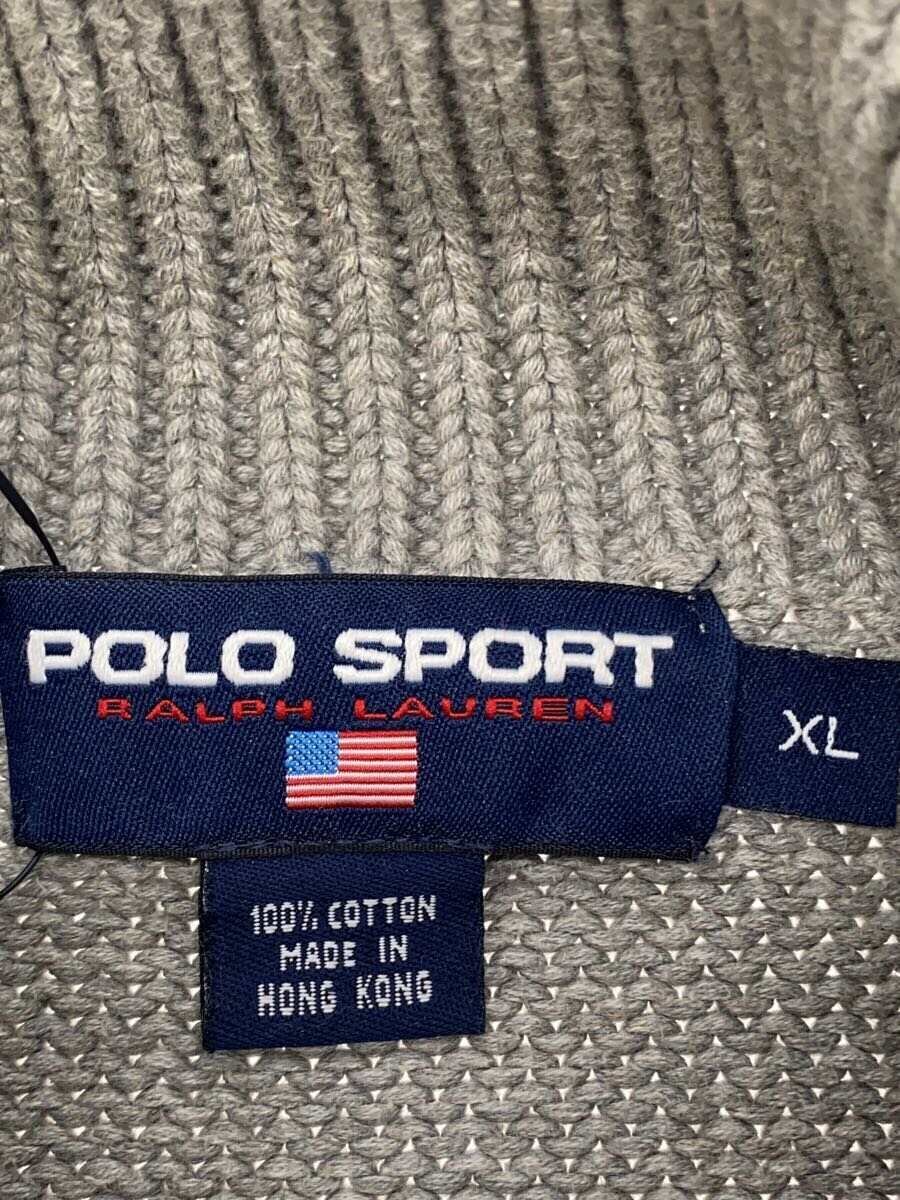 POLO SPORT
RALPH LAUREN
XL
100% COTTON
MADE IN
HONG KONG